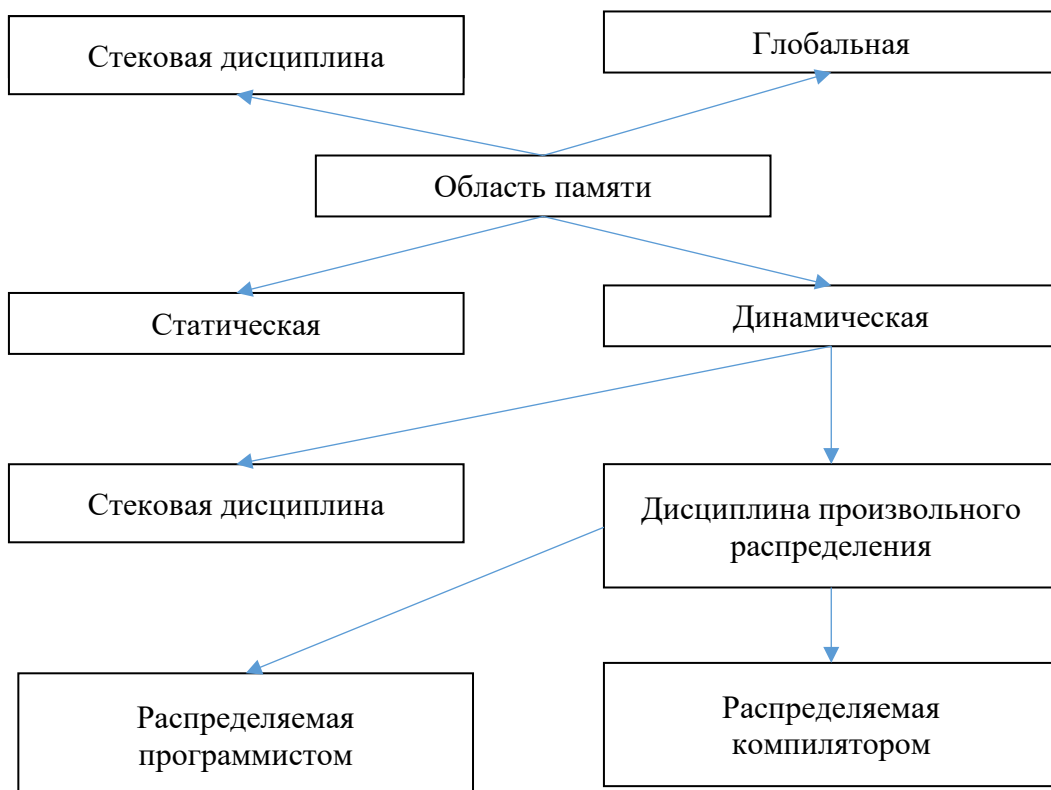 Стековая дисциплина
Глобальная
Область памяти
Статическая
Динамическая
Стековая дисциплина
Дисциплина произвольного
распределения
Распределяемая
программистом
Распределяемая
компилятором